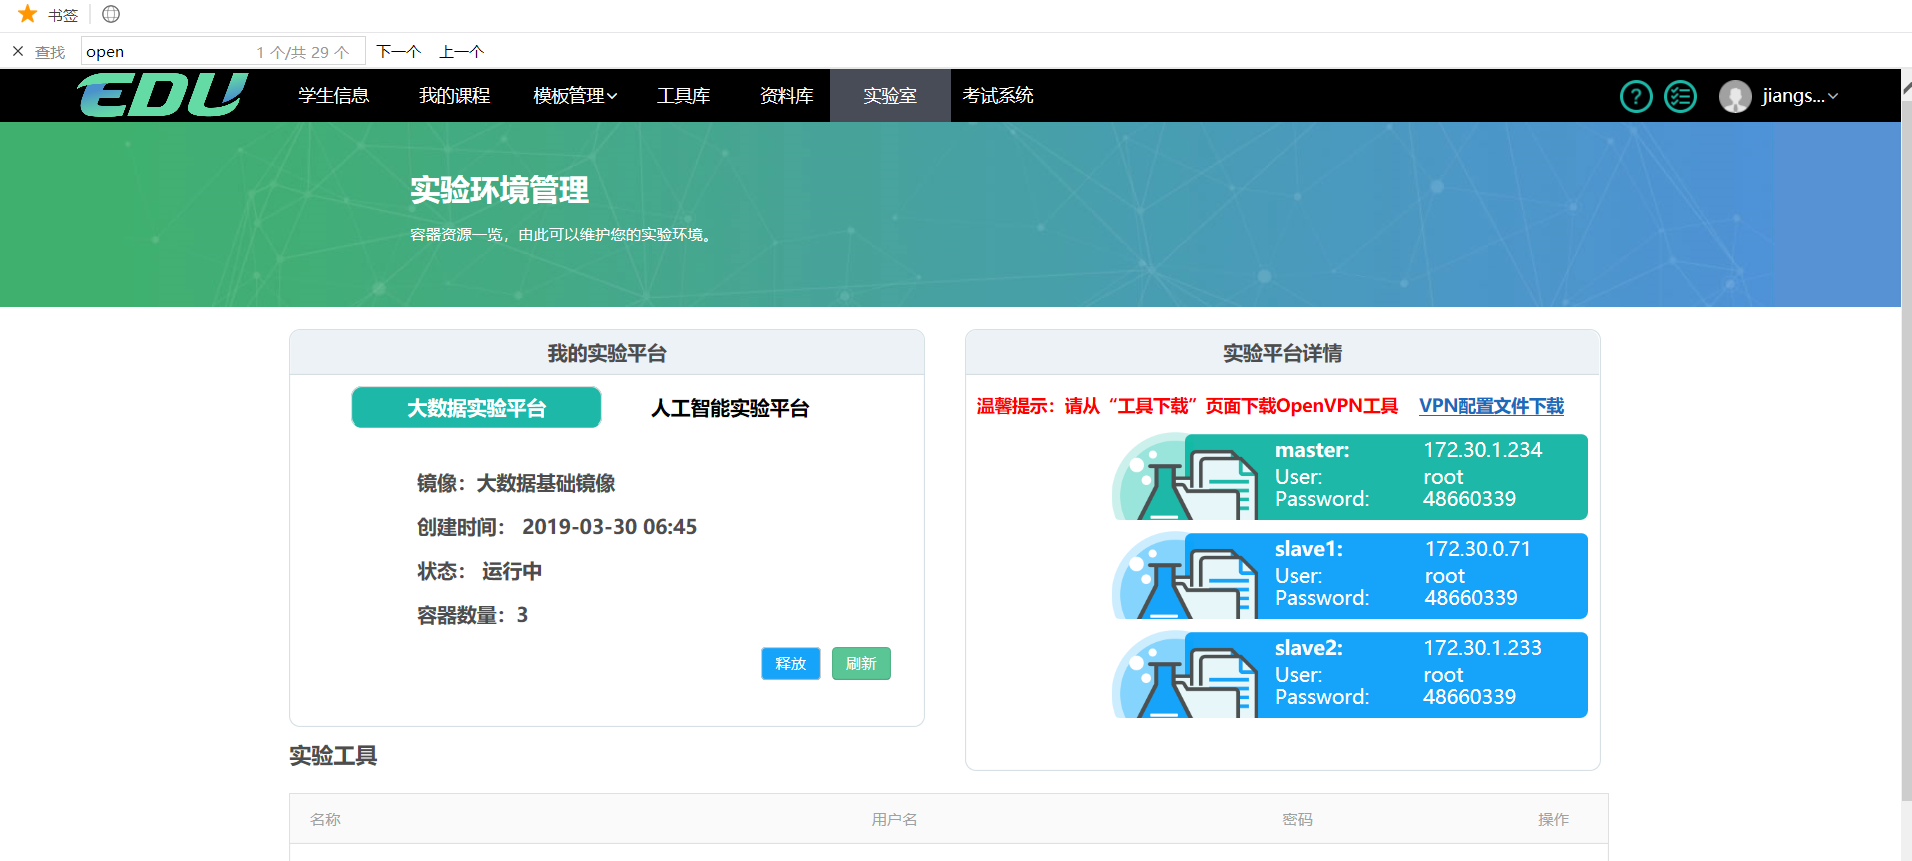 书签
查找 open 1 个/共 29 个 下一个 上一个
EDU 学生信息 我的课程 模板管理 工具库 资料库 实验室 考试系统 ? jiangs...
实验环境管理
容器资源一览，由此可以维护您的实验环境。
我的实验平台
大数据实验平台 人工智能实验平台
镜像：大数据基础镜像
创建时间： 2019-03-30 06:45
状态： 运行中
容器数量：3
释放 刷新
实验平台详情
温馨提示：请从“工具下载”页面下载OpenVPN工具 VPN配置文件下载
master: 172.30.1.234
User: root
Password: 48660339
slave1: 172.30.0.71
User: root
Password: 48660339
slave2: 172.30.1.233
User: root
Password: 48660339
实验工具
名称 用户名 密码 操作